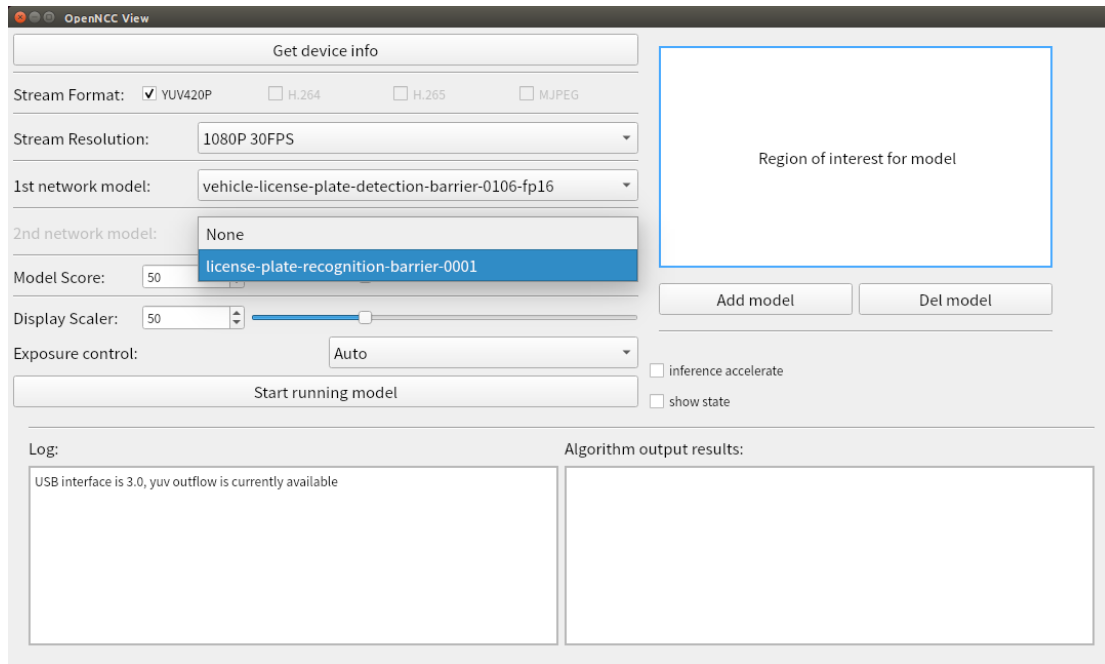 OpenNCC View
Get device info
Stream Format: YUV420P H.264 H.265 MJPEG
Stream Resolution: 1080P 30FPS
1st network model: vehicle-license-plate-detection-barrier-0106-fp16
2nd network model:
None
license-plate-recognition-barrier-0001
Model Score: 50
Display Scaler: 50
Exposure control: Auto
Start running model
Region of interest for model
Add model Del model
inference accelerate
show state
Log:
USB interface is 3.0, yuv outflow is currently available
Algorithm output results: